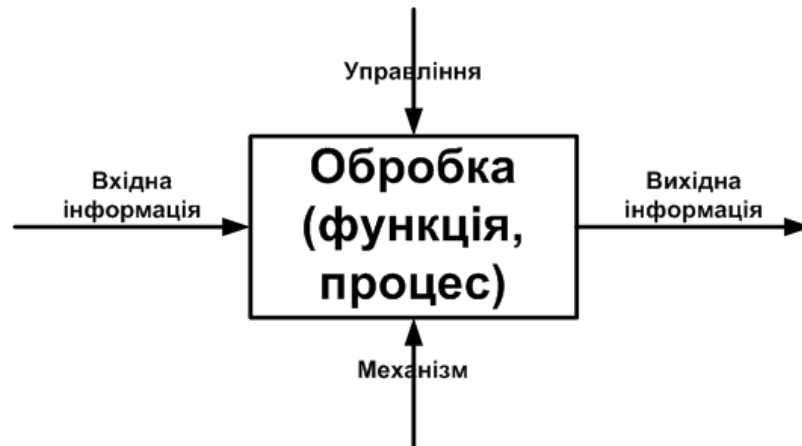 Управління
Обробка
(функція,
процес)
Вхідна
інформація
Вихідна
інформація
Механізм